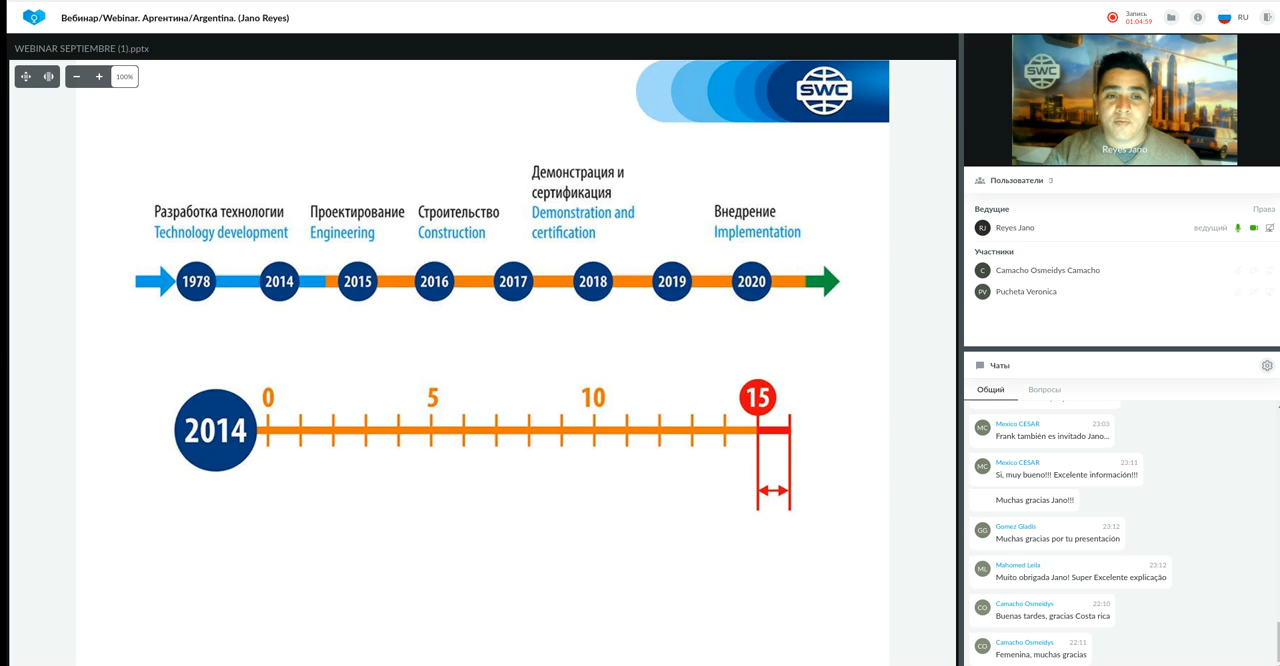 Вебинар/Webinar. Аргентина/Argentina. (Jano Reyes)
Запись
01:04:59
RU
WEBINAR SEPTIEMBRE (1).pptx
100%
SWC
Разработка технологии
Technology development
Проектирование
Engineering
Строительство
Construction
Демонстрация и
сертификация
Demonstration and
certification
Внедрение
Implementation
1978
2014
2015
2016
2017
2018
2019
2020
2014
0
5
10
15
SWC
Reyes Jano
Пользователи 3
Ведущие Права
RJ Reyes Jano ведущий
Участники
C Camacho Osmeidys Camacho
PV Pucheta Veronica
Чаты
Общий Вопросы
MC Mexico CESAR 23:03
Frank también es invitado Jano...
MC Mexico CESAR 23:11
Si, muy bueno!!! Excelente información!!!
Muchas gracias Jano!!!
GG Gomez Gladis 23:12
Muchas gracias por tu presentación
ML Mahomed Leila 23:12
Muito obrigada Jano! Super Excelente explicação
CO Camacho Osmeidys 22:10
Buenas tardes, gracias Costa rica
CO Camacho Osmeidys 22:11
Femenina, muchas gracias